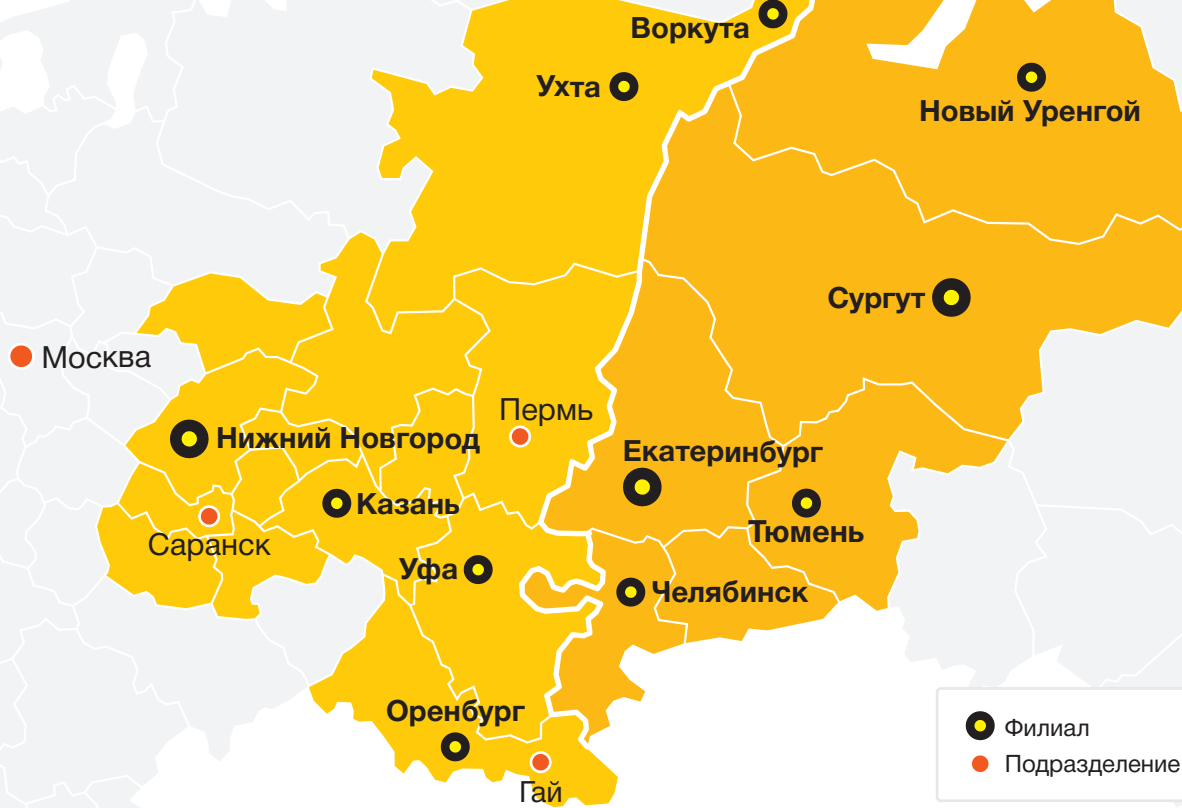 Воркута
Ухта
Новый Уренгой
Сургут
Москва
Пермь
Нижний Новгород
Екатеринбург
Казань
Тюмень
Саранск
Уфа
Челябинск
Оренбург
Гай
Филиал
Подразделение